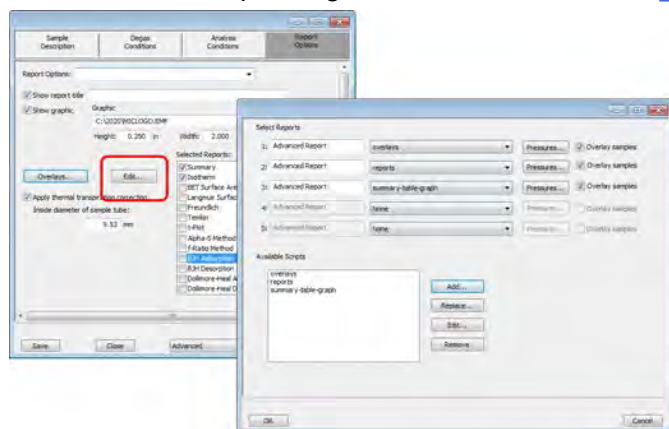 Sample Description
Degas Conditions
Analysis Conditions
Report Options
Report Options:
Show report title
Show graphic
Graphic
C:\2020\MICLOGO.EMF
Height: 0.250 in
Width: 2.000
Overlays...
Edit...
Selected Reports:
Summary
Isotherm
BET Surface Are
Langmuir Surfac
Freundlich
Temkin
t-Plot
Alpha-S Method
f-Ratio Method
BJH Adsorption
BJH Desorption
Dollimore-Heal A
Dollimore-Heal D
Apply thermal transpiration correction
Inside diameter of sample tube:
9.53 mm
Save
Close
Advanced
Select Reports
1: Advanced Report overlays Pressures... Overlay samples
2: Advanced Report reports Pressures... Overlay samples
3: Advanced Report summary-table-graph Pressures... Overlay samples
4: Advanced Report None Pressures... Overlay samples
5: Advanced Report None Pressures... Overlay samples
Available Scripts
overlays
reports
summary-table-graph
Add...
Replace...
Edit...
Remove
OK
Cancel